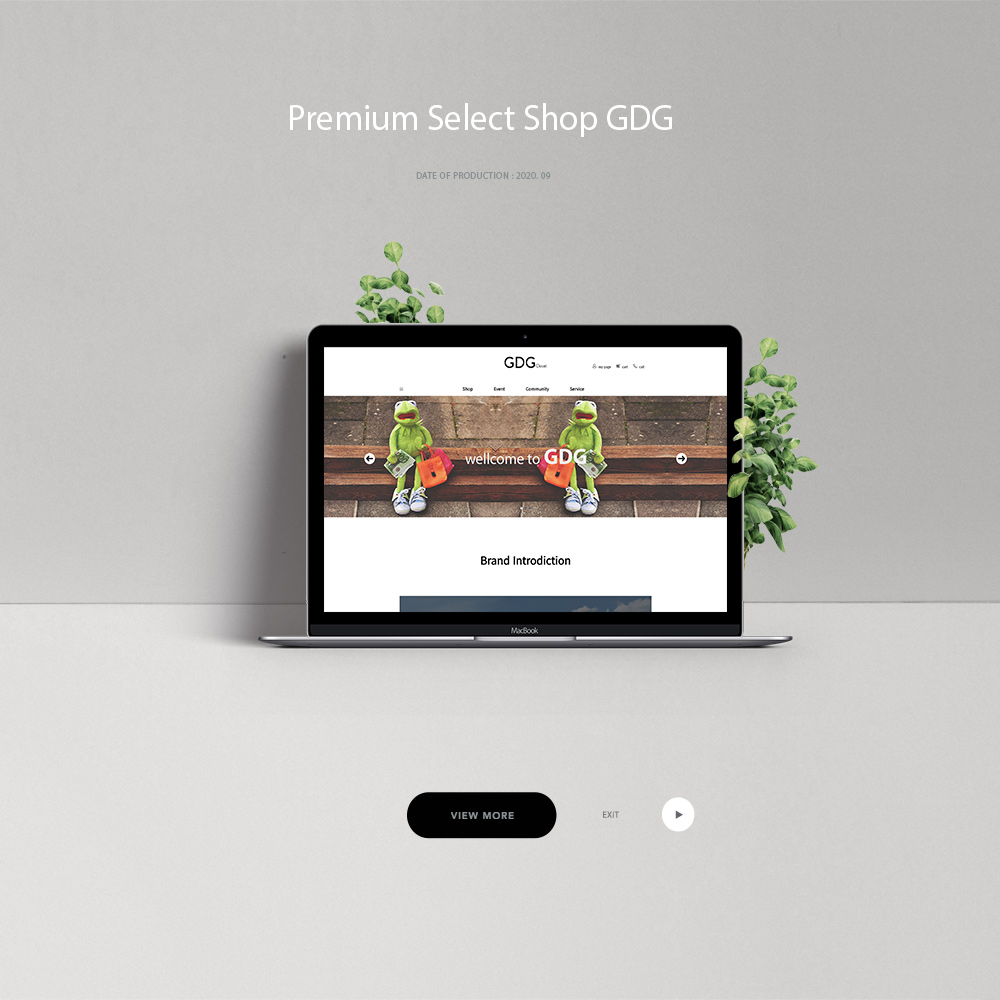 Premium Select Shop GDG
DATE OF PRODUCTION : 2020. 09
GDG
my page cart call
Shop Event Community Service
wellcome to GDG
Brand Introdiction
MacBook
VIEW MORE EXIT